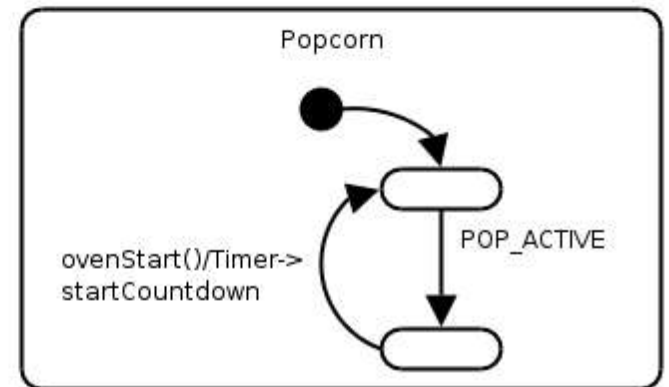 Popcorn
POP_ACTIVE
ovenStart()/Timer->
startCountdown